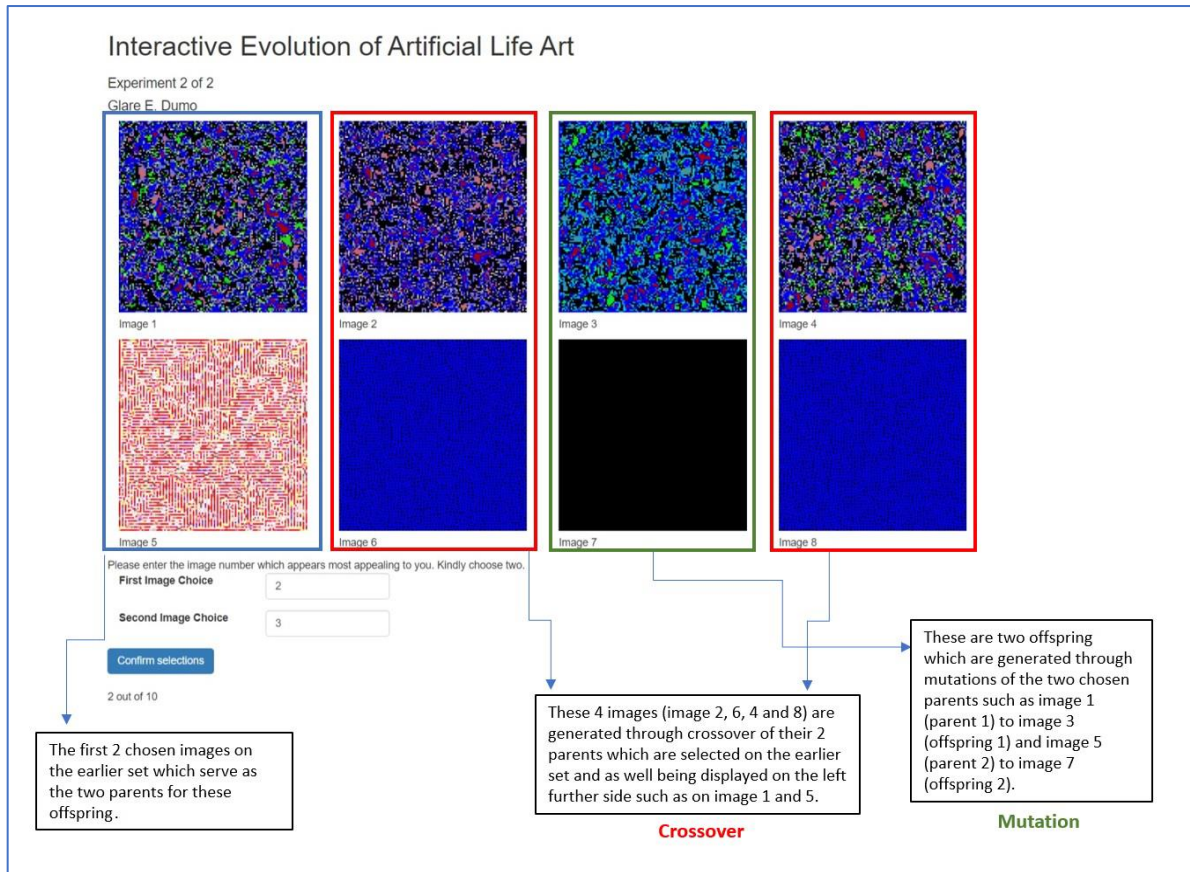 Interactive Evolution of Artificial Life Art
Experiment 2 of 2
Glare E. Dumo
Image 1
Image 2
Image 3
Image 4
Image 5
Image 6
Image 7
Image 8
Please enter the image number which appears most appealing to you. Kindly choose two.
First Image Choice
2
Second Image Choice
3
Confirm selections
2 out of 10
The first 2 chosen images on
the earlier set which serve as
the two parents for these
offspring.
These 4 images (image 2, 6, 4 and 8) are
generated through crossover of their 2
parents which are selected on the earlier
set and as well being displayed on the left
further side such as on image 1 and 5.
Crossover
These are two offspring
which are generated through
mutations of the two chosen
parents such as image 1
(parent 1) to image 3
(offspring 1) and image 5
(parent 2) to image 7
(offspring 2).
Mutation